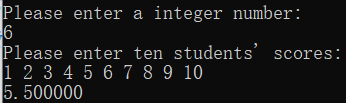 Please enter a integer number:
6
Please enter ten students' scores:
1 2 3 4 5 6 7 8 9 10
5.500000